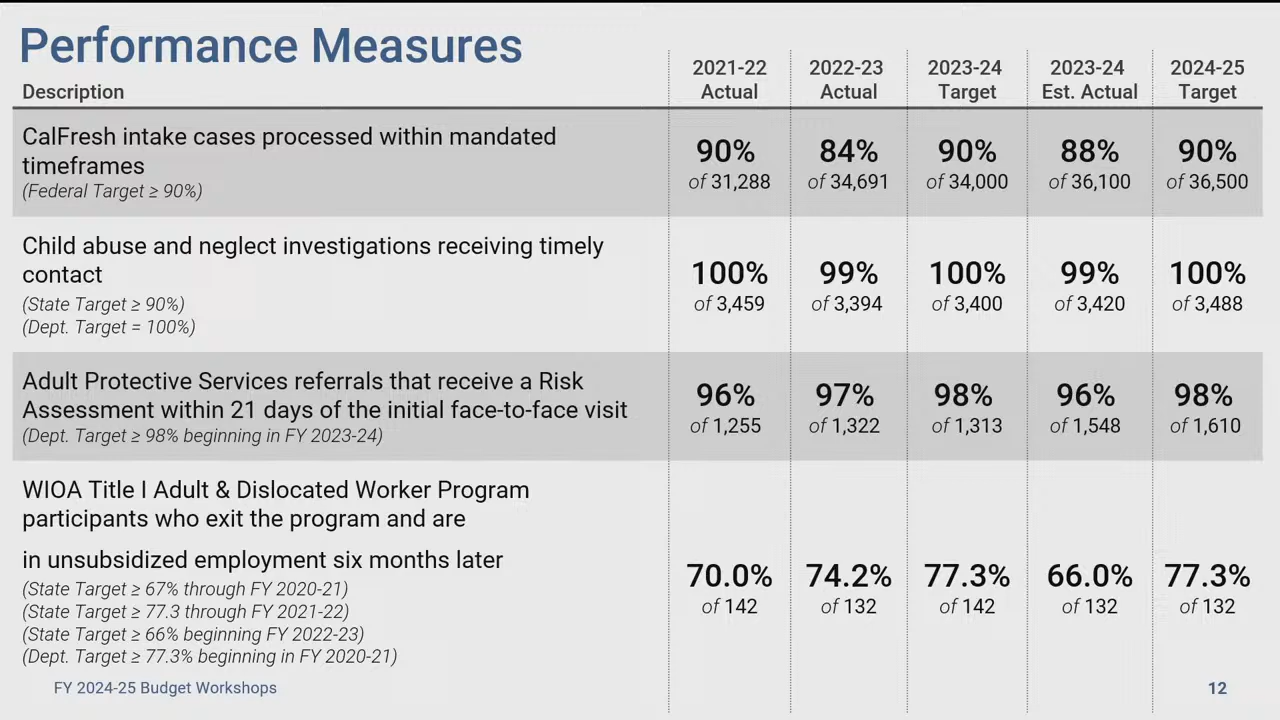 Performance Measures
Description
2021-22 Actual
2022-23 Actual
2023-24 Target
2023-24 Est. Actual
2024-25 Target
CalFresh intake cases processed within mandated
timeframes
(Federal Target ≥ 90%)
90% 84% 90% 88% 90%
of 31,288 of 34,691 of 34,000 of 36,100 of 36,500
Child abuse and neglect investigations receiving timely
contact
(State Target ≥ 90%)
(Dept. Target = 100%)
100% 99% 100% 99% 100%
of 3,459 of 3,394 of 3,400 of 3,420 of 3,488
Adult Protective Services referrals that receive a Risk
Assessment within 21 days of the initial face-to-face visit
(Dept. Target ≥ 98% beginning in FY 2023-24)
96% 97% 98% 96% 98%
of 1,255 of 1,322 of 1,313 of 1,548 of 1,610
WIOA Title I Adult & Dislocated Worker Program
participants who exit the program and are
in unsubsidized employment six months later
(State Target ≥ 67% through FY 2020-21)
(State Target ≥ 77.3 through FY 2021-22)
(State Target ≥ 66% beginning FY 2022-23)
(Dept. Target ≥ 77.3% beginning in FY 2020-21)
70.0% 74.2% 77.3% 66.0% 77.3%
of 142 of 132 of 142 of 132 of 132
FY 2024-25 Budget Workshops
12